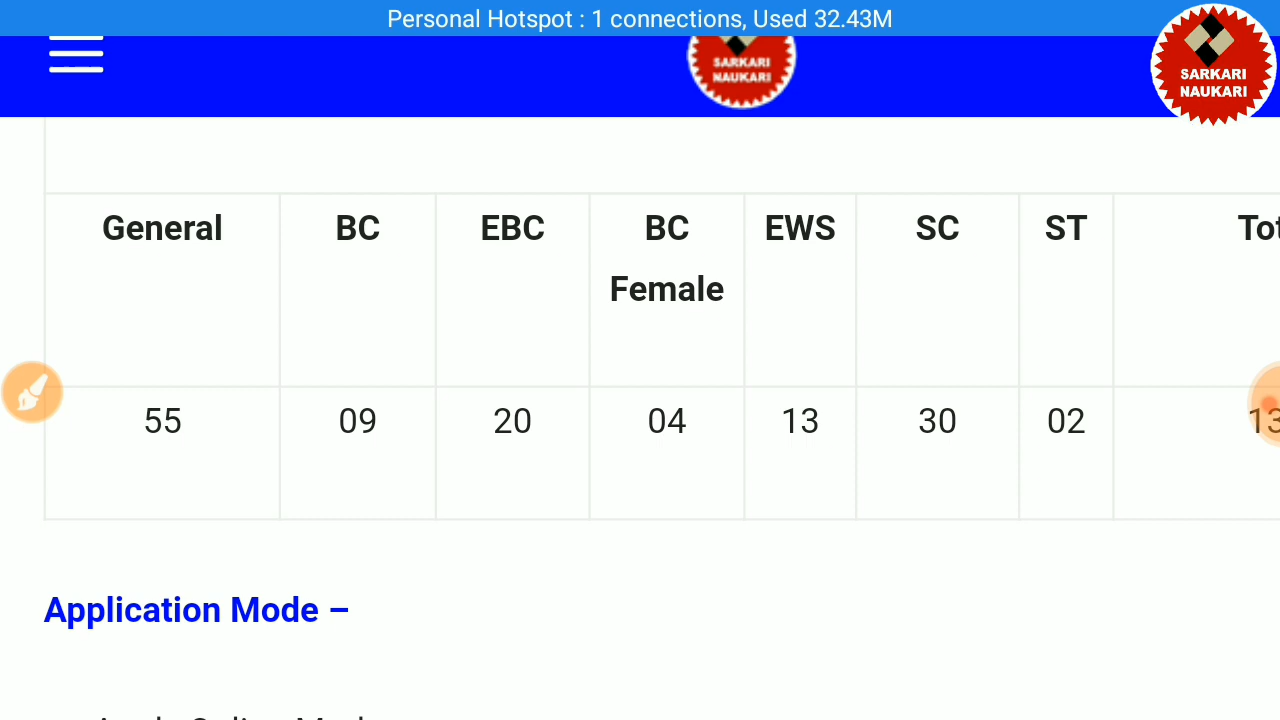 Personal Hotspot : 1 connections, Used 32.43M
SARKARI
NAUKARI
SARKARI
NAUKARI
General BC EBC BC Female EWS SC ST
55 09 20 04 13 30 02
Application Mode –